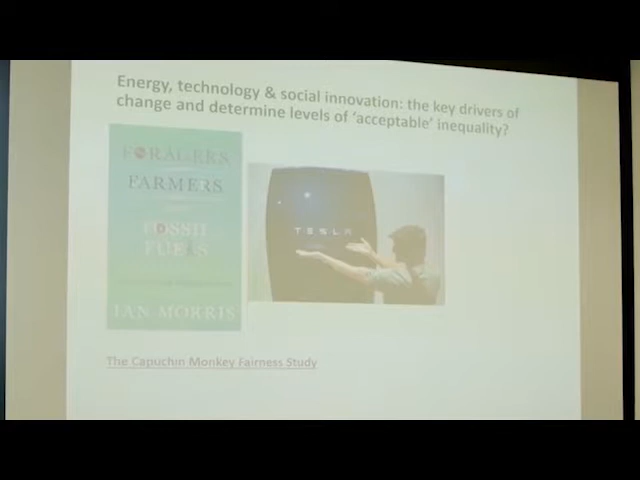 Energy, technology & social innovation: the key drivers of
change and determine levels of 'acceptable' inequality?
FORAGERS
FARMERS
FOSSIL
FUELS
IAN MORRIS
TESLA
The Capuchin Monkey Fairness Study